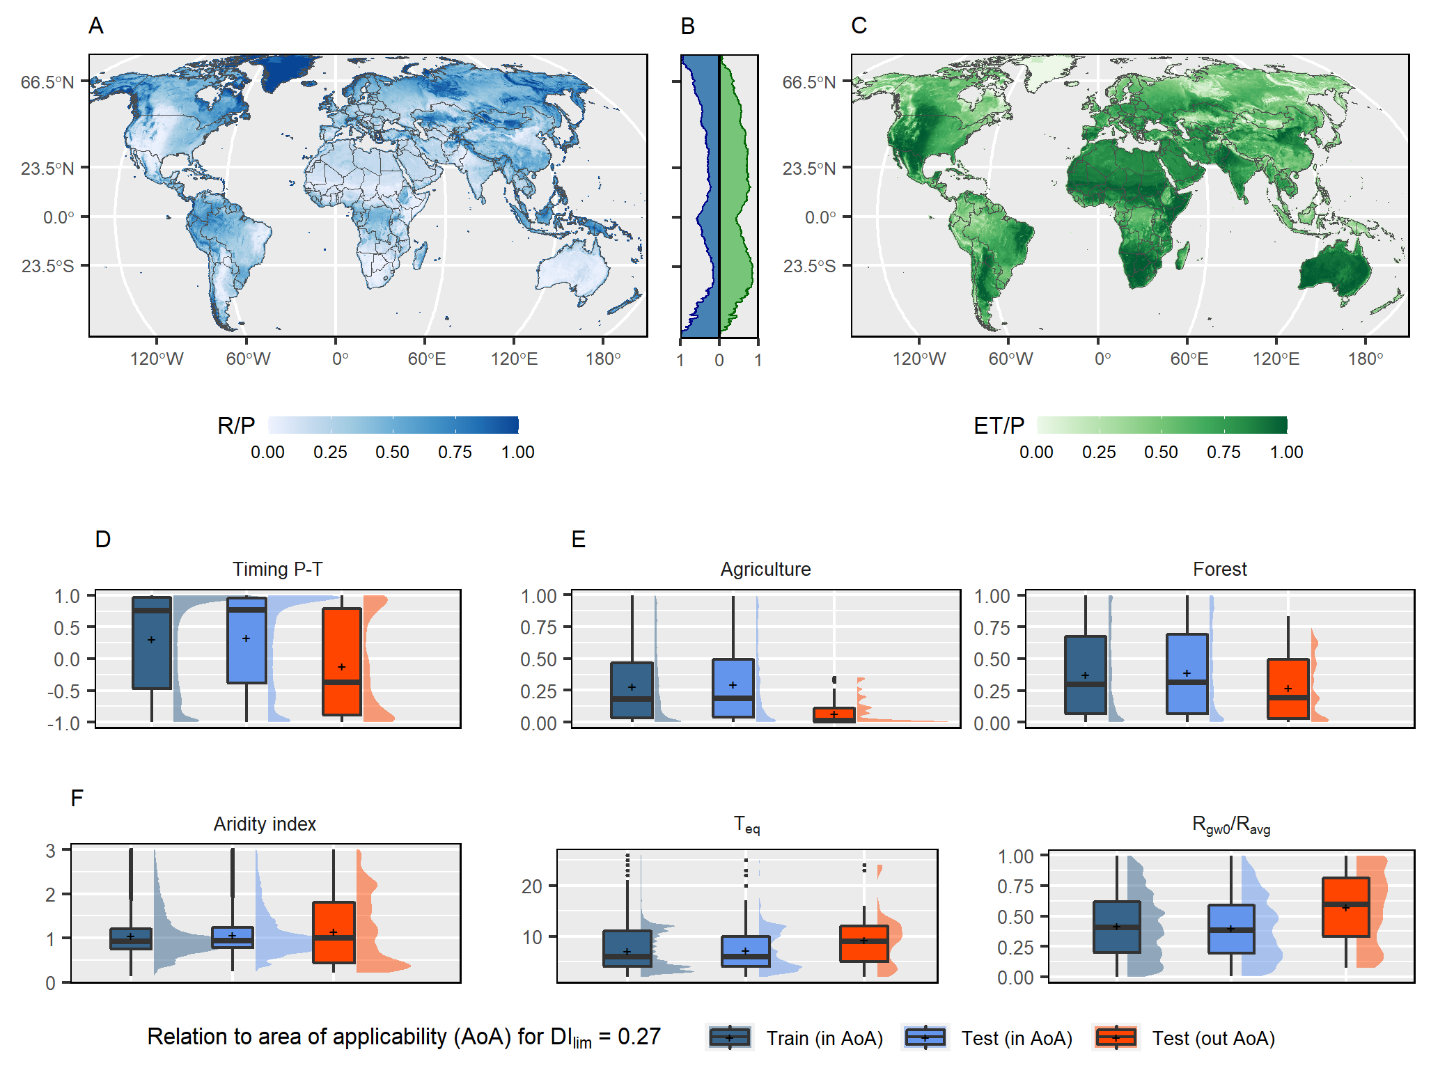 A
B
C
66.5°N
23.5°N
0.0°
23.5°S
120°W
60°W
0°
60°E
120°E
180°
1
0
1
66.5°N
23.5°N
0.0°
23.5°S
120°W
60°W
0°
60°E
120°E
180°
R/P
0.00 0.25 0.50 0.75 1.00
ET/P
0.00 0.25 0.50 0.75 1.00
D
Timing P-T
1.0
0.5
0.0
-0.5
-1.0
E
Agriculture
1.00
0.75
0.50
0.25
0.00
Forest
1.00
0.75
0.50
0.25
0.00
F
Aridity index
3
2
1
0
Teq
20
10
Rgw0/Ravg
1.00
0.75
0.50
0.25
0.00
Relation to area of applicability (AoA) for DIlim = 0.27
Train (in AoA)
Test (in AoA)
Test (out AoA)